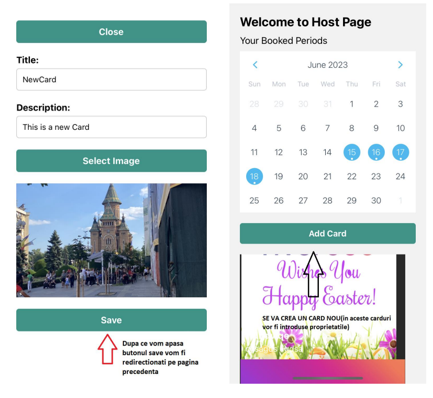 Close
Title:
NewCard
Description:
This is a new Card
Select Image
Save
Dupa ce vom apasa
butonul save vom fi
redirectionati pe pagina
precedenta
Welcome to Host Page
Your Booked Periods
June 2023
Sun Mon Tue Wed Thu Fri Sat
28 29 30 31 1 2 3
4 5 6 7 8 9 10
11 12 13 14 15 16 17
18 19 20 21 22 23 24
25 26 27 28 29 30 1
Add Card
Wishes You
Happy Easter!
SE VA CREA UN CARD NOU(in aceste carduri
vor fi introduse proprietatile)